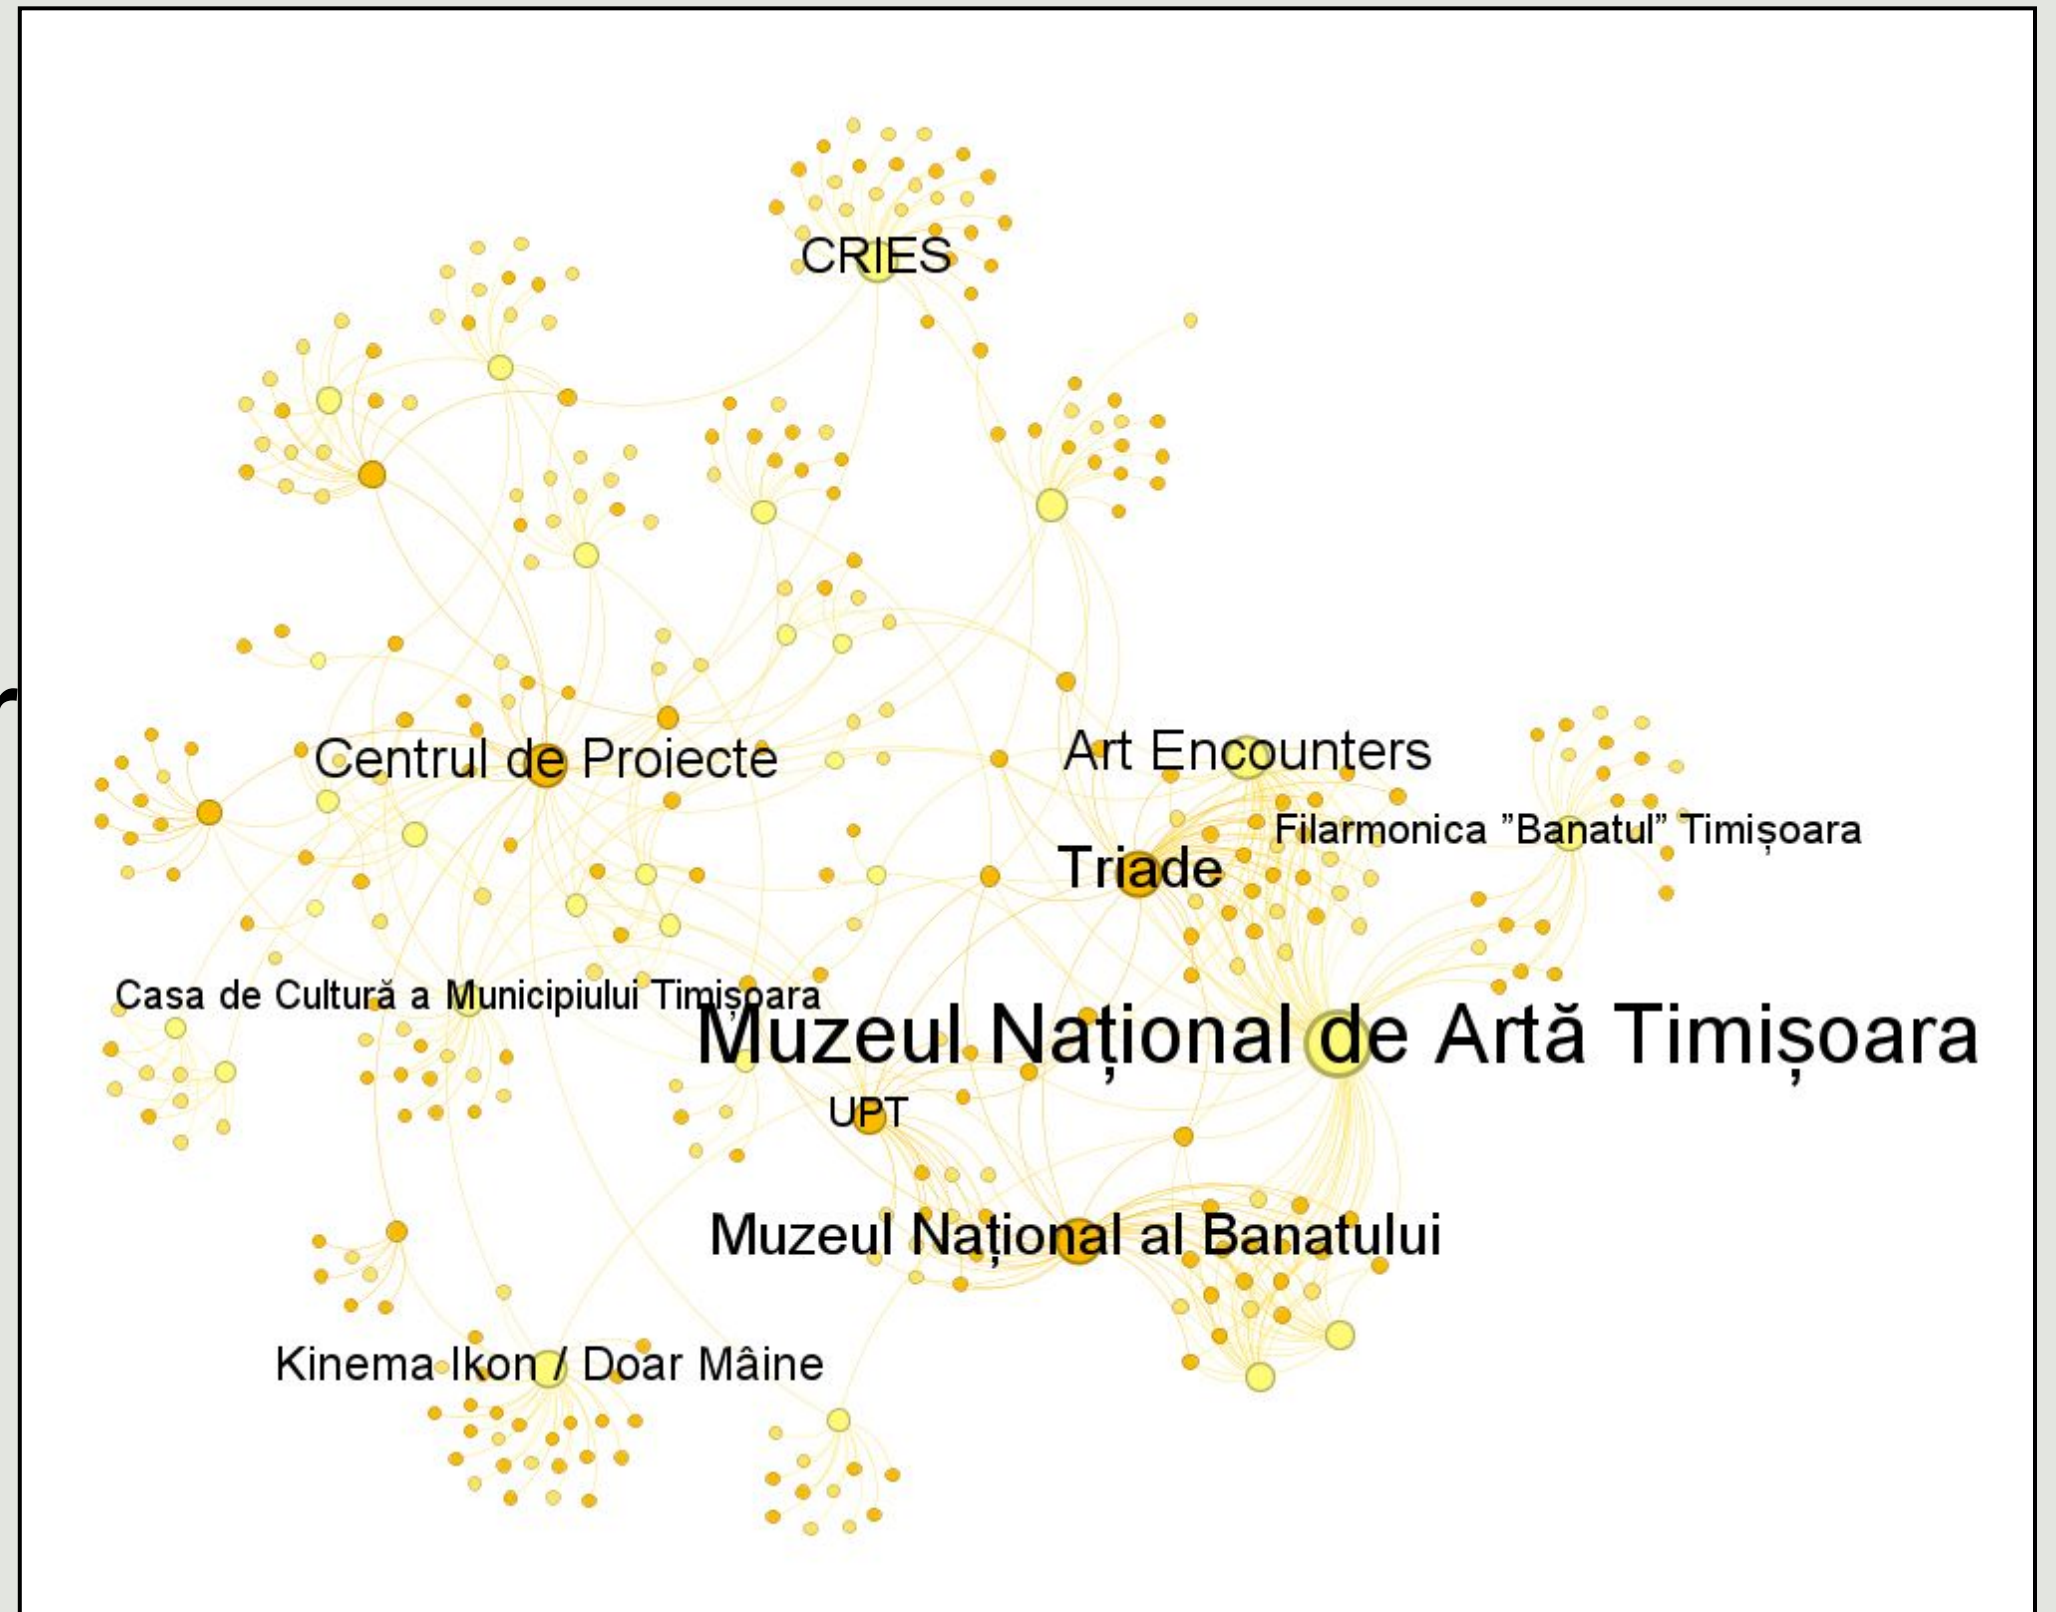 CRIES
Centrul de Proiecte
Art Encounters
Filarmonica ”Banatul” Timișoara
Triade
Casa de Cultură a Municipiului Timișoara
Muzeul Național de Artă Timișoara
UPT
Muzeul Național al Banatului
Kinema Ikon / Doar Mâine